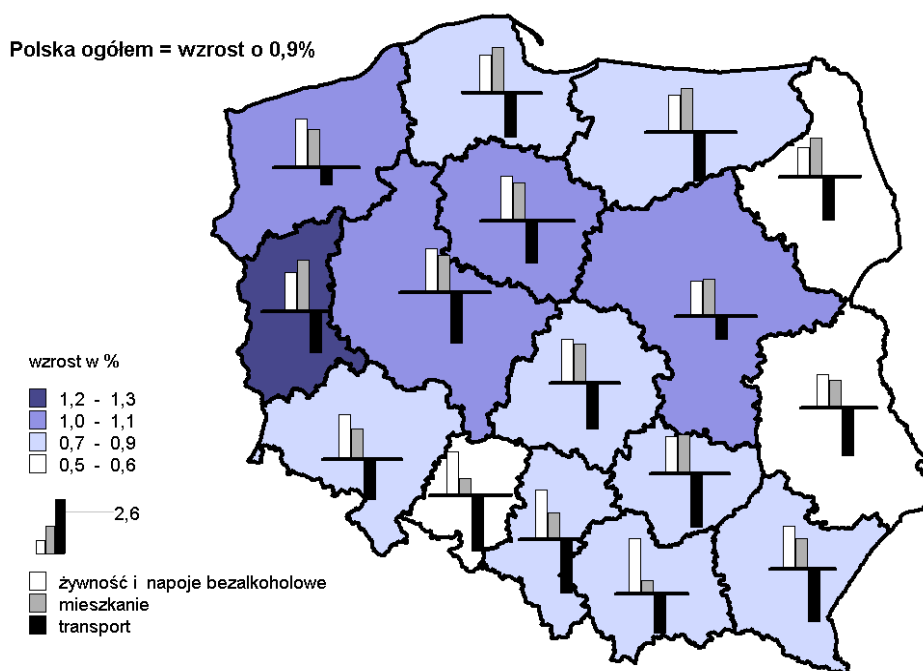 Polska ogółem = wzrost o 0,9%
wzrost w %
1,2 - 1,3
1,0 - 1,1
0,7 - 0,9
0,5 - 0,6
2,6
żywność i napoje bezalkoholowe
mieszkanie
transport